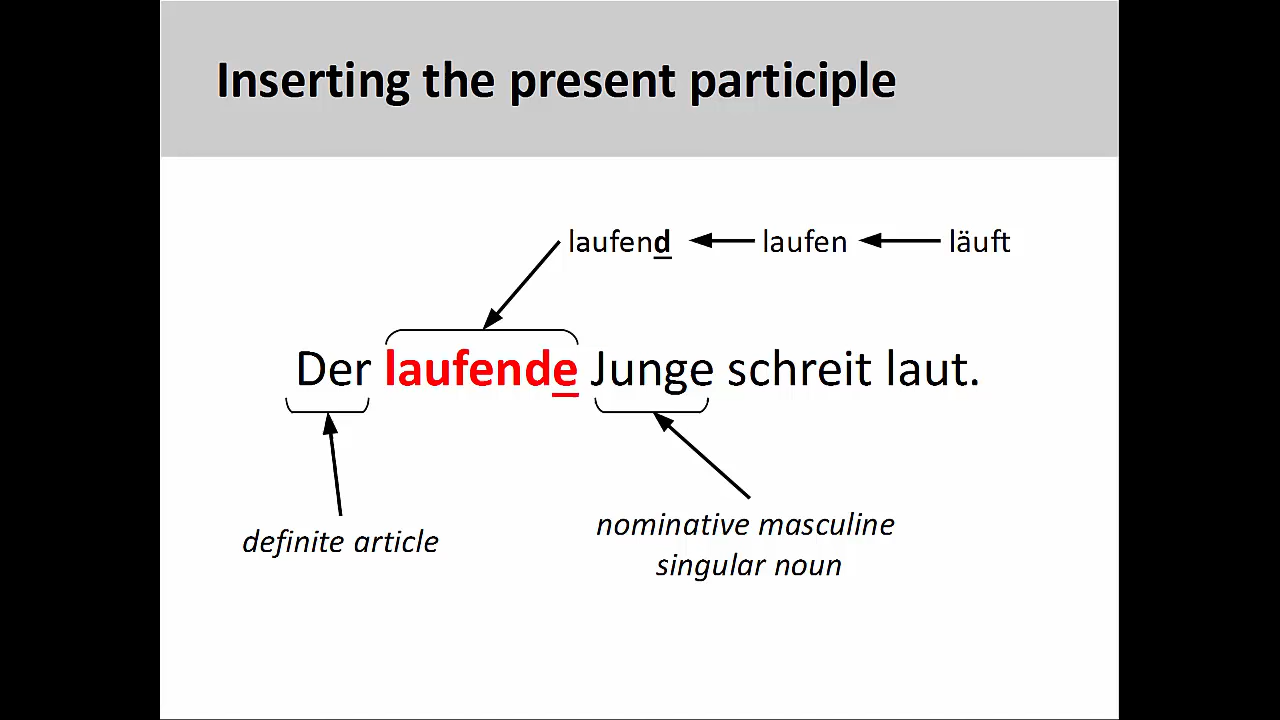 Inserting the present participle
laufend laufen läuft
Der laufende Junge schreit laut.
definite article
nominative masculine
singular noun